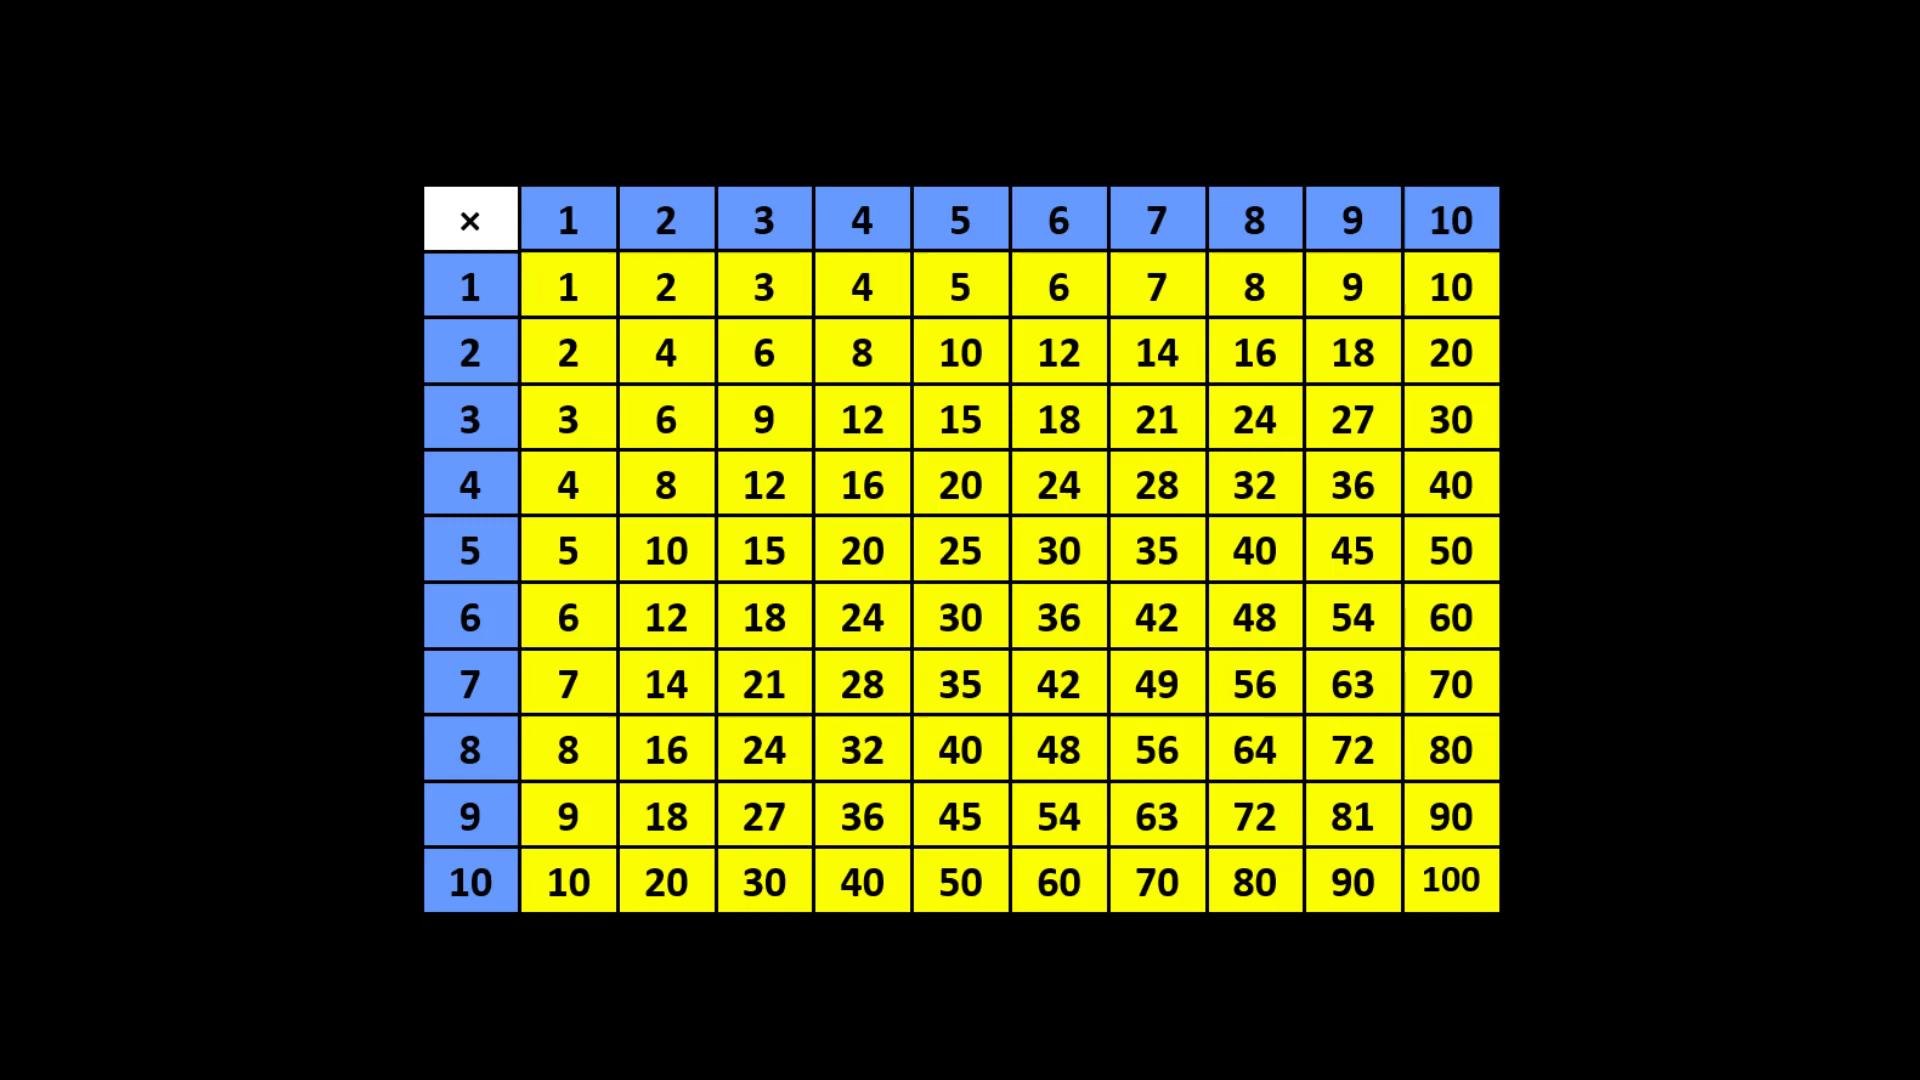 × 1 2 3 4 5 6 7 8 9 10
1 1 2 3 4 5 6 7 8 9 10
2 2 4 6 8 10 12 14 16 18 20
3 3 6 9 12 15 18 21 24 27 30
4 4 8 12 16 20 24 28 32 36 40
5 5 10 15 20 25 30 35 40 45 50
6 6 12 18 24 30 36 42 48 54 60
7 7 14 21 28 35 42 49 56 63 70
8 8 16 24 32 40 48 56 64 72 80
9 9 18 27 36 45 54 63 72 81 90
10 10 20 30 40 50 60 70 80 90 100